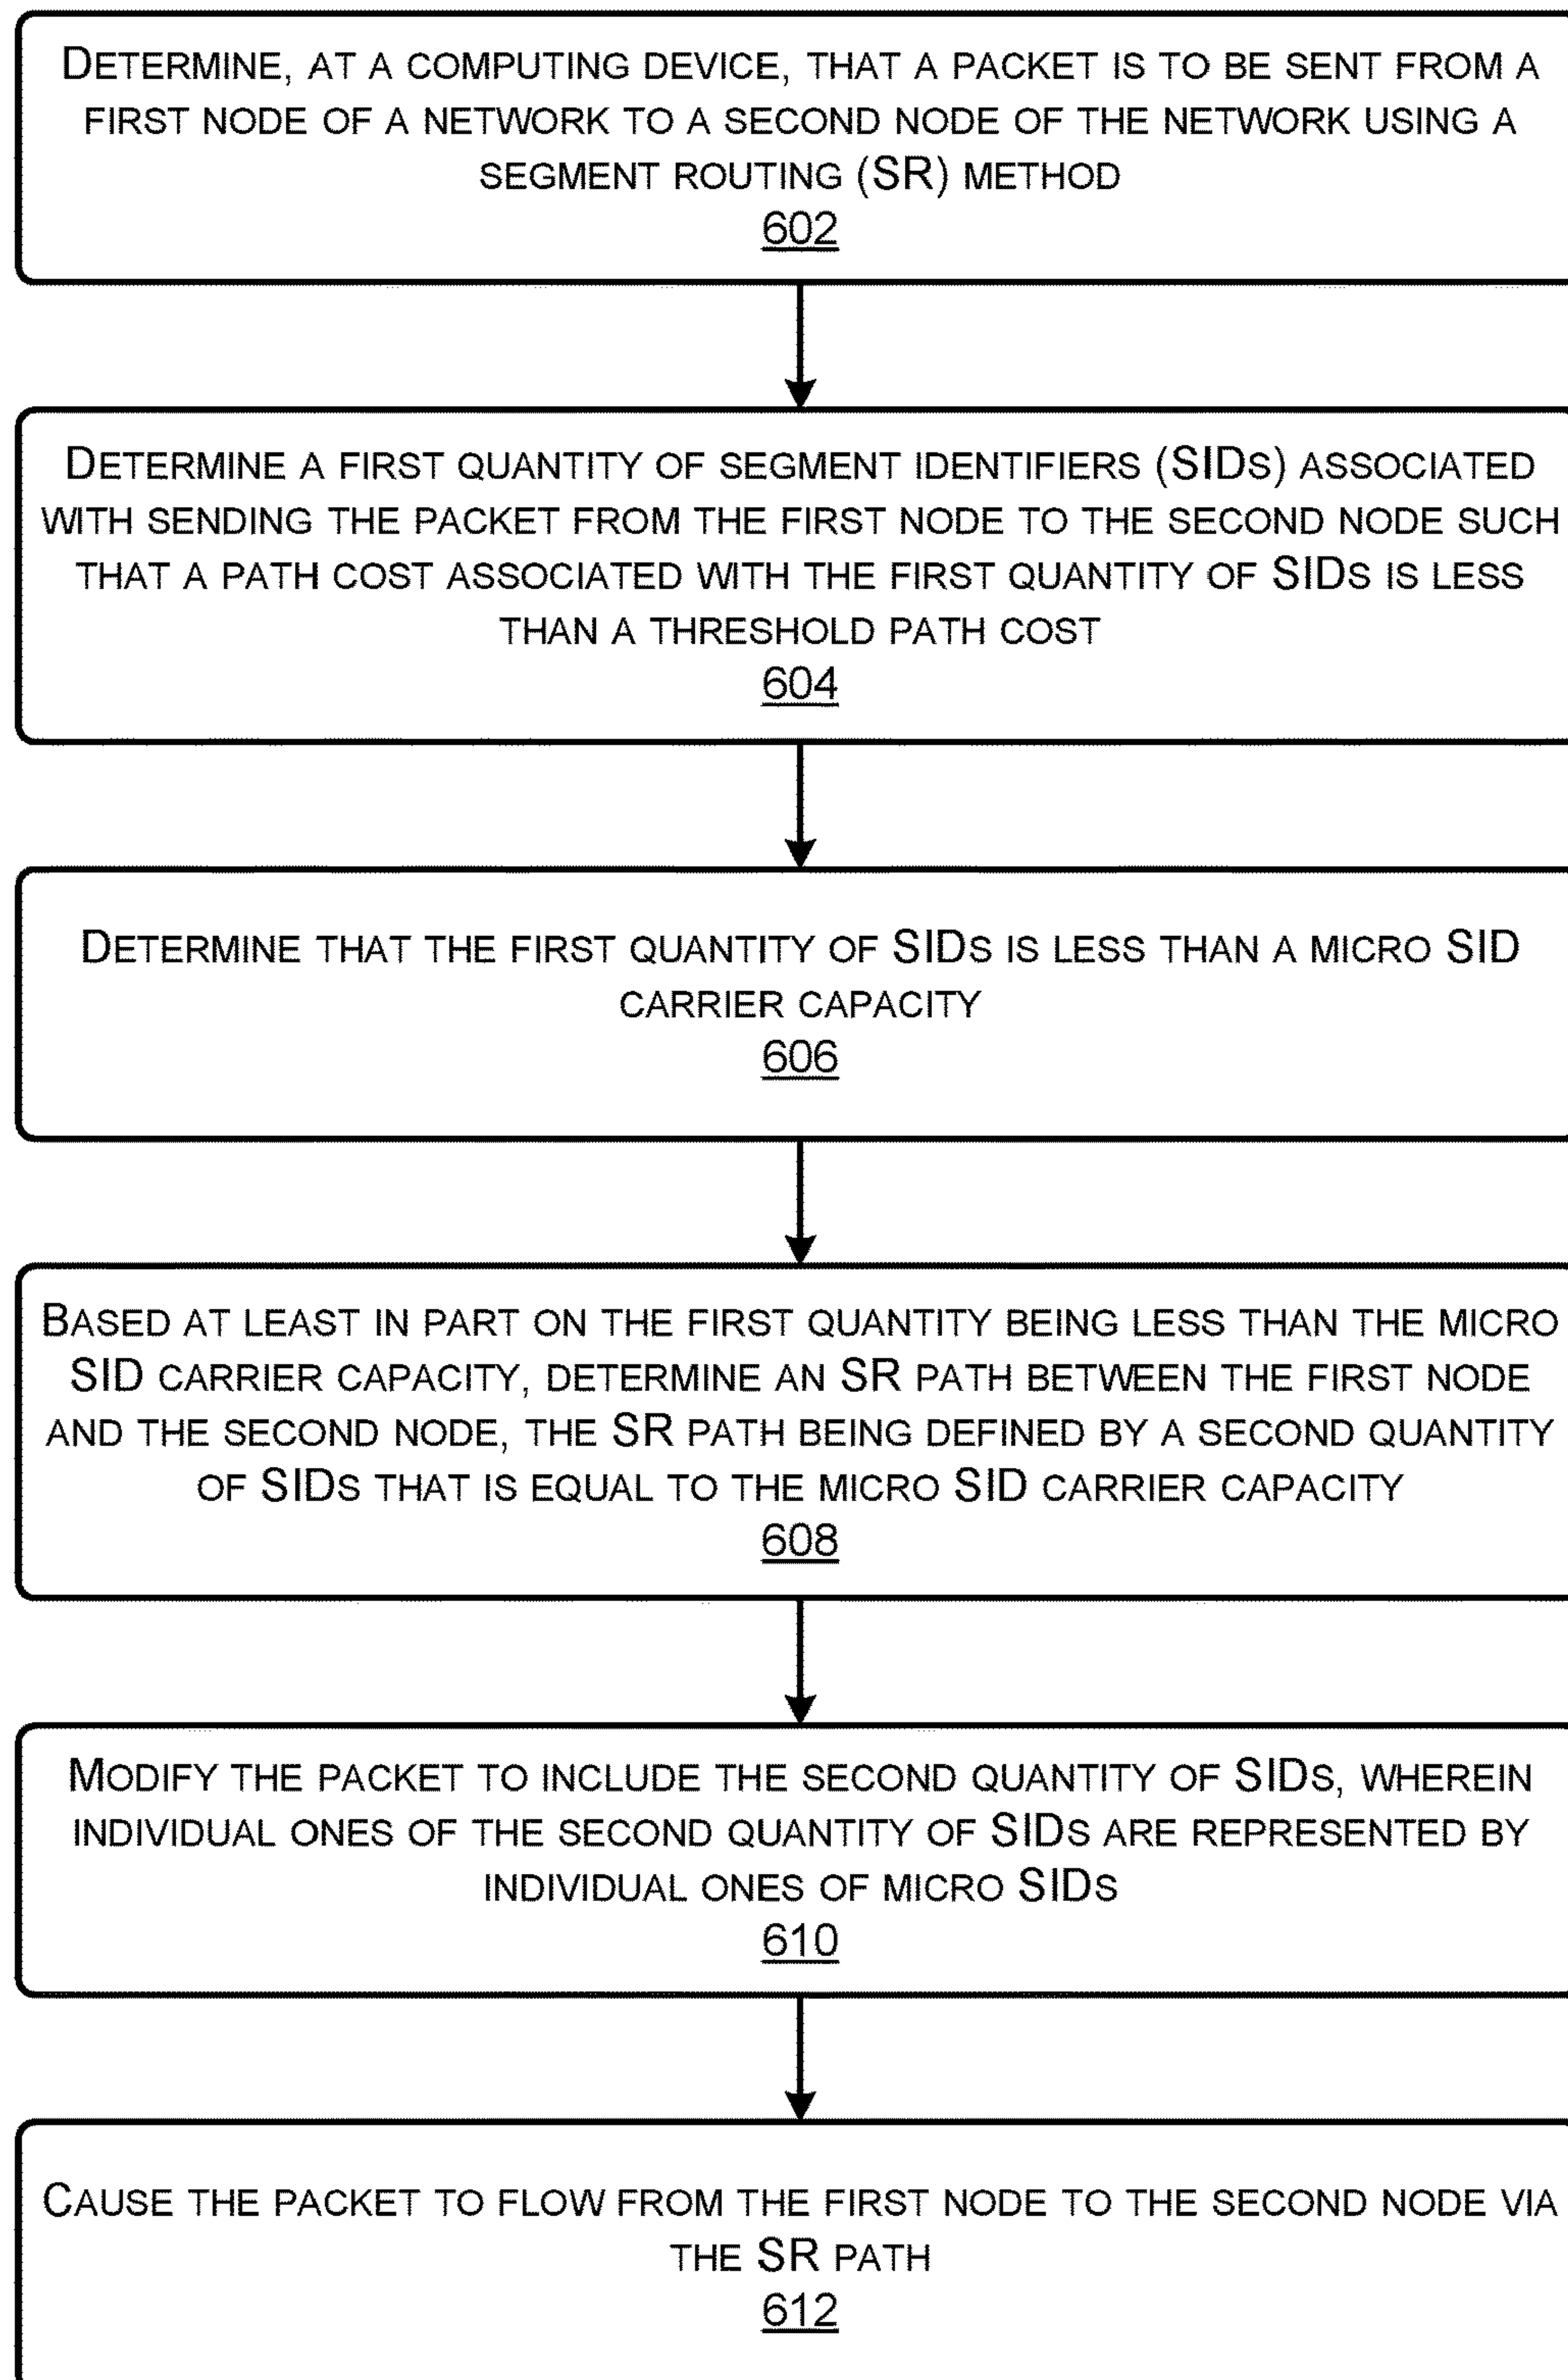 DETERMINE, AT A COMPUTING DEVICE, THAT A PACKET IS TO BE SENT FROM A
FIRST NODE OF A NETWORK TO A SECOND NODE OF THE NETWORK USING A
SEGMENT ROUTING (SR) METHOD
602
DETERMINE A FIRST QUANTITY OF SEGMENT IDENTIFIERS (SIDS) ASSOCIATED
WITH SENDING THE PACKET FROM THE FIRST NODE TO THE SECOND NODE SUCH
THAT A PATH COST ASSOCIATED WITH THE FIRST QUANTITY OF SIDS IS LESS
THAN A THRESHOLD PATH COST
604
DETERMINE THAT THE FIRST QUANTITY OF SIDS IS LESS THAN A MICRO SID
CARRIER CAPACITY
606
BASED AT LEAST IN PART ON THE FIRST QUANTITY BEING LESS THAN THE MICRO
SID CARRIER CAPACITY, DETERMINE AN SR PATH BETWEEN THE FIRST NODE
AND THE SECOND NODE, THE SR PATH BEING DEFINED BY A SECOND QUANTITY
OF SIDS THAT IS EQUAL TO THE MICRO SID CARRIER CAPACITY
608
MODIFY THE PACKET TO INCLUDE THE SECOND QUANTITY OF SIDS, WHEREIN
INDIVIDUAL ONES OF THE SECOND QUANTITY OF SIDS ARE REPRESENTED BY
INDIVIDUAL ONES OF MICRO SIDS
610
CAUSE THE PACKET TO FLOW FROM THE FIRST NODE TO THE SECOND NODE VIA
THE SR PATH
612